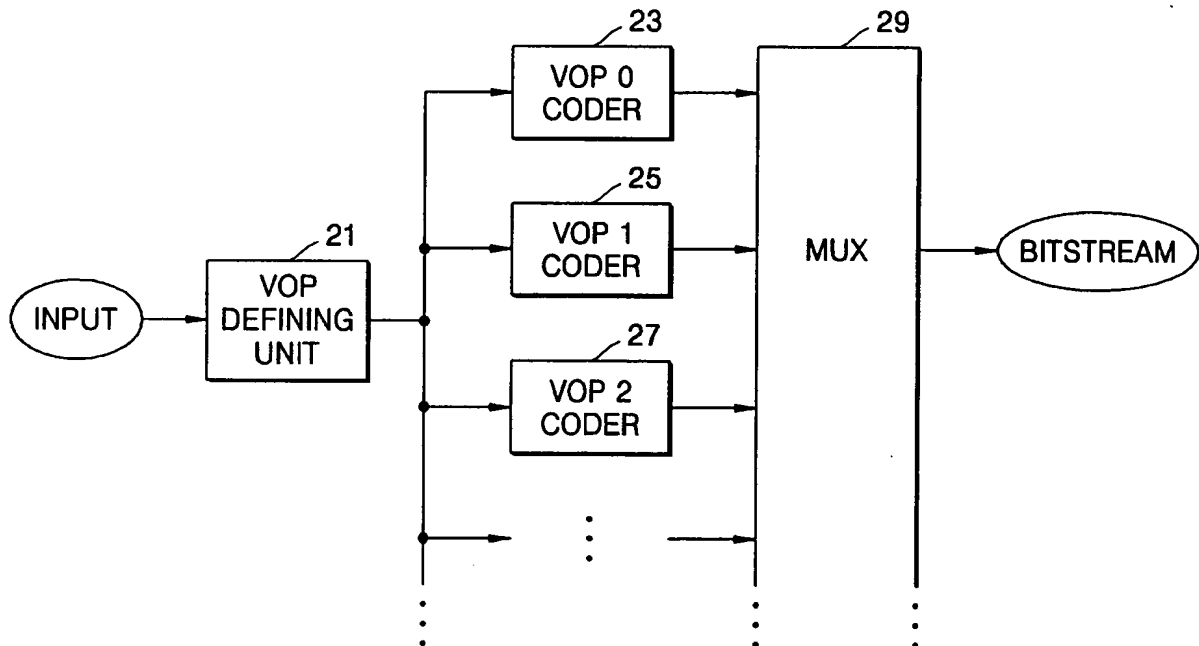 23
VOP 0
CODER
29
25
VOP 1
CODER
MUX
BITSTREAM
21
VOP
DEFINING
UNIT
INPUT
27
VOP 2
CODER